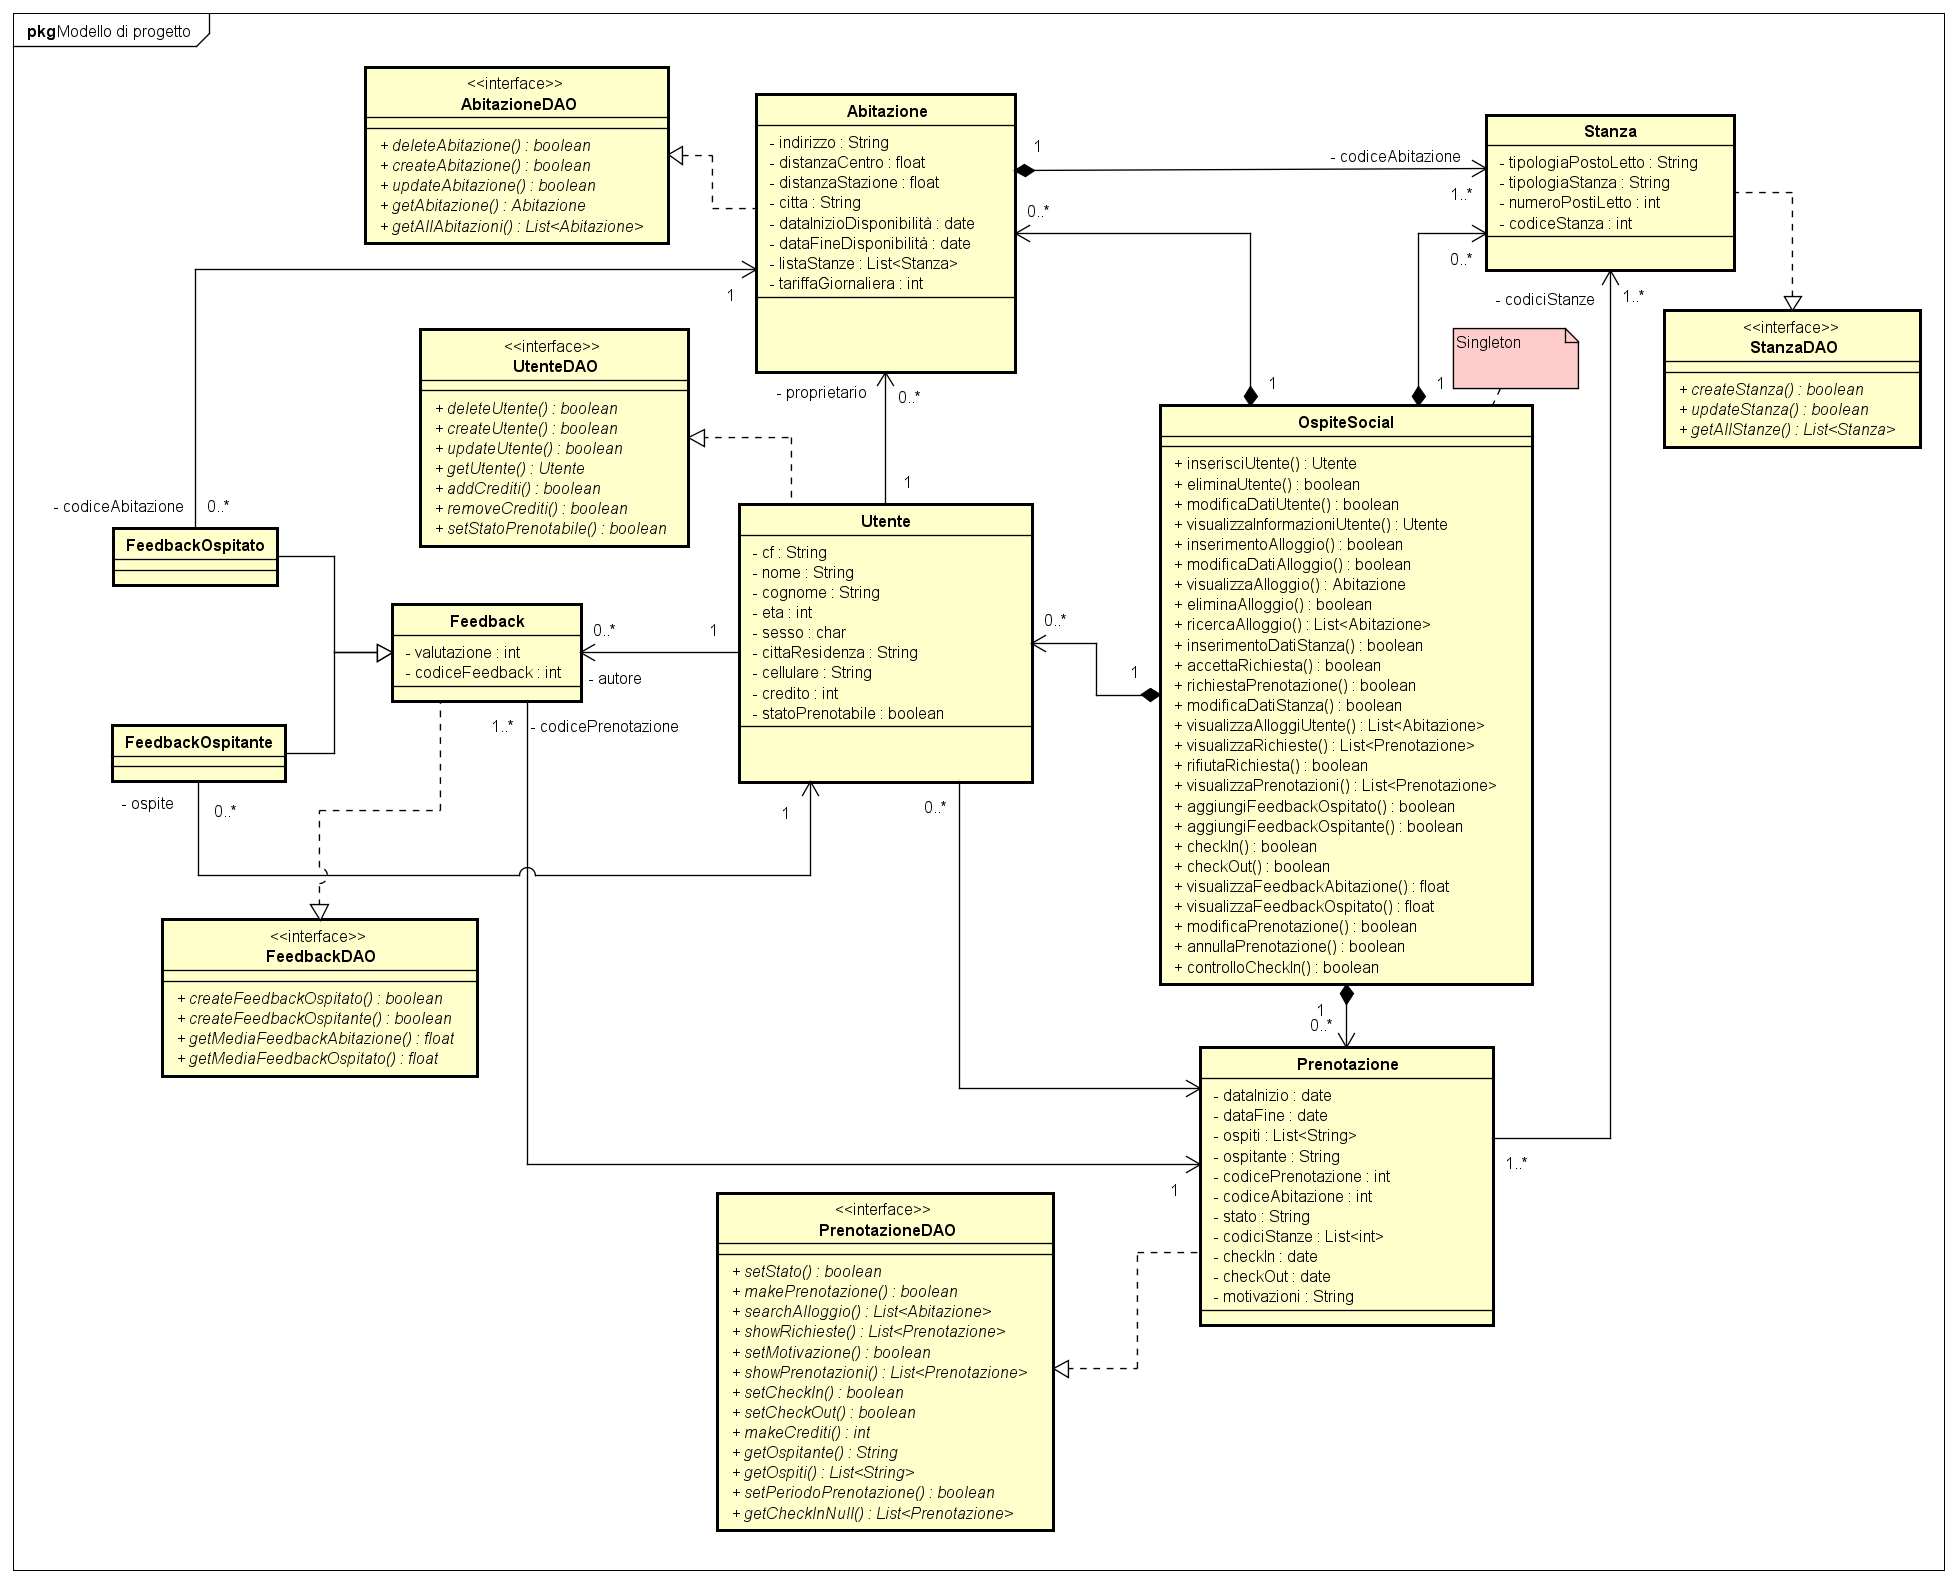 pkg Modello di progetto
<<interface>>
AbitazioneDAO
+ deleteAbitazione() : boolean
+ createAbitazione() : boolean
+ updateAbitazione() : boolean
+ getAbitazione() : Abitazione
+ getAllAbitazioni() : List<Abitazione>
Abitazione
- indirizzo : String
- distanzaCentro : float
- distanzaStazione : float
- citta : String
- dataInizioDisponibilità : date
- dataFineDisponibilità : date
- listaStanze : List<Stanza>
- tariffaGiornaliera : int
1
- codiceAbitazione
1..*
0..*
Stanza
- tipologiaPostoLetto : String
- tipologiaStanza : String
- numeroPostiLetto : int
- codiceStanza : int
0..*
- codiciStanze
1..*
1
<<interface>>
StanzaDAO
+ createStanza() : boolean
+ updateStanza() : boolean
+ getAllStanze() : List<Stanza>
Singleton
<<interface>>
UtenteDAO
+ deleteUtente() : boolean
+ createUtente() : boolean
+ updateUtente() : boolean
+ getUtente() : Utente
+ addCrediti() : boolean
+ removeCrediti() : boolean
+ setStatoPrenotabile() : boolean
- proprietario
0..*
1
1
1
OspiteSocial
+ inserisciUtente() : Utente
+ eliminaUtente() : boolean
+ modificaDatiUtente() : boolean
+ visualizzaInformazioniUtente() : Utente
+ inserimentoAlloggio() : boolean
+ modificaDatiAlloggio() : boolean
+ visualizzaAlloggio() : Abitazione
+ eliminaAlloggio() : boolean
+ ricercaAlloggio() : List<Abitazione>
+ inserimentoDatiStanza() : boolean
+ accettaRichiesta() : boolean
+ richiestaPrenotazione() : boolean
+ modificaDatiStanza() : boolean
+ visualizzaAlloggiUtente() : List<Abitazione>
+ visualizzaRichieste() : List<Prenotazione>
+ rifiutaRichiesta() : boolean
+ visualizzaPrenotazioni() : List<Prenotazione>
+ aggiungiFeedbackOspitato() : boolean
+ aggiungiFeedbackOspitante() : boolean
+ checkIn() : boolean
+ checkOut() : boolean
+ visualizzaFeedbackAbitazione() : float
+ visualizzaFeedbackOspitato() : float
+ modificaPrenotazione() : boolean
+ annullaPrenotazione() : boolean
+ controlloCheckIn() : boolean
- codiceAbitazione
0..*
FeedbackOspitato
Utente
- cf : String
- nome : String
- cognome : String
- eta : int
- sesso : char
- cittaResidenza : String
- cellulare : String
- credito : int
- statoPrenotabile : boolean
0..*
1
Feedback
- valutazione : int
- codiceFeedback : int
0..*
1
- autore
1..*
- codicePrenotazione
FeedbackOspitante
- ospite
0..*
1
0..*
<<interface>>
FeedbackDAO
+ createFeedbackOspitato() : boolean
+ createFeedbackOspitante() : boolean
+ getMediaFeedbackAbitazione() : float
+ getMediaFeedbackOspitato() : float
1
0..*
Prenotazione
- dataInizio : date
- dataFine : date
- ospiti : List<String>
- ospitante : String
- codicePrenotazione : int
- codiceAbitazione : int
- stato : String
- codiciStanze : List<int>
- checkIn : date
- checkOut : date
- motivazioni : String
1..*
1
<<interface>>
PrenotazioneDAO
+ setStato() : boolean
+ makePrenotazione() : boolean
+ searchAlloggio() : List<Abitazione>
+ showRichieste() : List<Prenotazione>
+ setMotivazione() : boolean
+ showPrenotazioni() : List<Prenotazione>
+ setCheckIn() : boolean
+ setCheckOut() : boolean
+ makeCrediti() : int
+ getOspitante() : String
+ getOspiti() : List<String>
+ setPeriodoPrenotazione() : boolean
+ getCheckInNull() : List<Prenotazione>